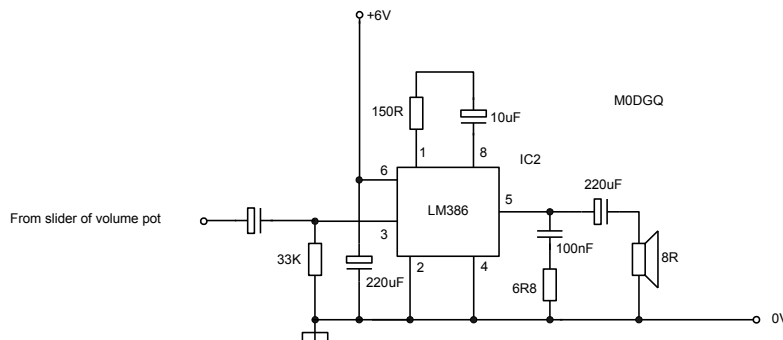 +6V
M0DGQ
150R
10uF
1
8
IC2
6
5
220uF
LM386
From slider of volume pot
3
100nF
33K
220uF
2
4
8R
6R8
0V